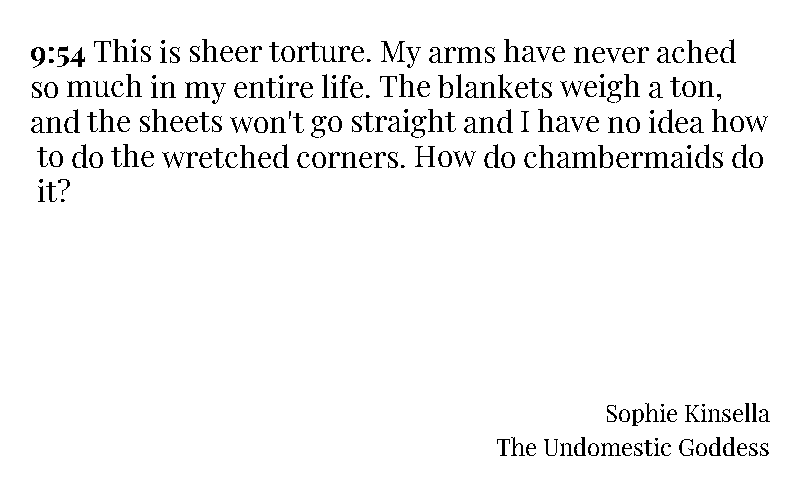 9:54 This is sheer torture. My arms have never ached
so much in my entire life. The blankets weigh a ton,
and the sheets won't go straight and I have no idea how
to do the wretched corners. How do chambermaids do
it?
Sophie Kinsella
The Undomestic Goddess